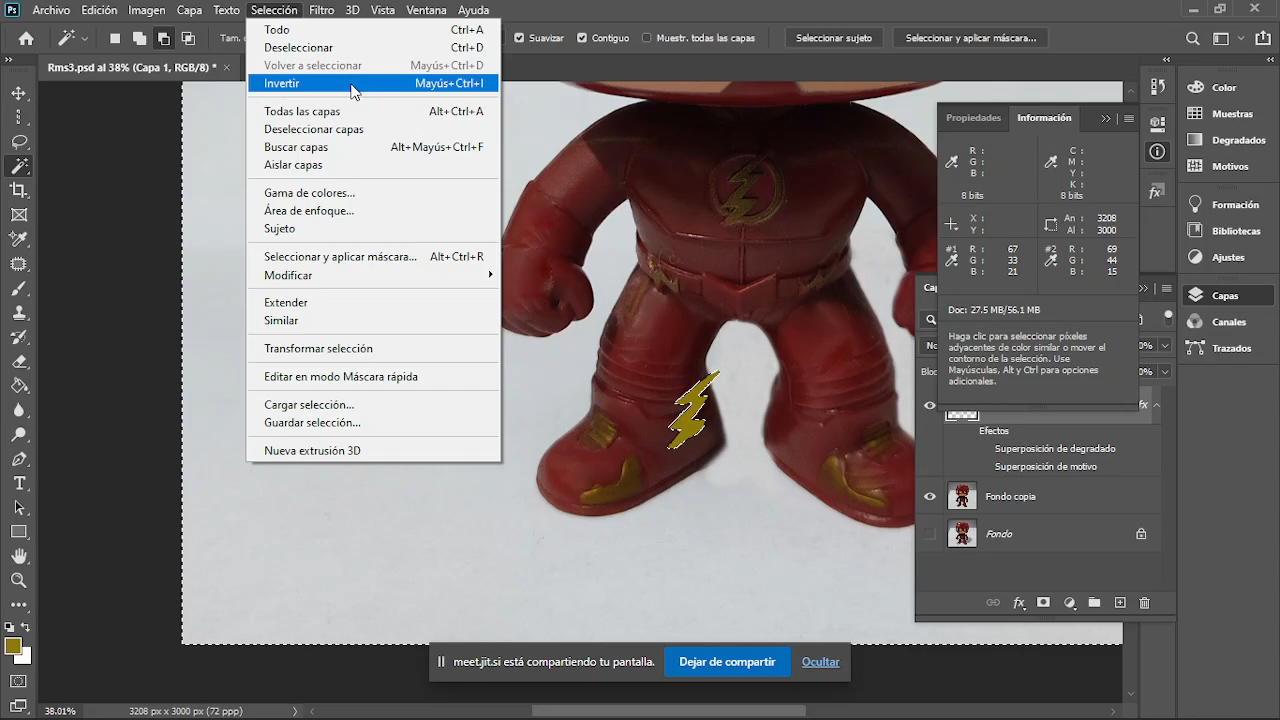 Ps Archivo Edición Imagen Capa Texto Selección Filtro 3D Vista Ventana Ayuda
Tam. Suavizar Contiguo Muestr. todas las capas Seleccionar sujeto Seleccionar y aplicar máscara...
Rms3.psd al 38% (Capa 1, RGB/8) * ×
Todo Ctrl+A
Deseleccionar Ctrl+D
Volver a seleccionar Mayús+Ctrl+D
Invertir Mayús+Ctrl+I
Todas las capas Alt+Ctrl+A
Deseleccionar capas
Buscar capas Alt+Mayús+Ctrl+F
Aislar capas
Gama de colores...
Área de enfoque...
Sujeto
Seleccionar y aplicar máscara... Alt+Ctrl+R
Modificar
Extender
Similar
Transformar selección
Editar en modo Máscara rápida
Cargar selección...
Guardar selección...
Nueva extrusión 3D
Propiedades Información
R: C:
G: M:
B: Y:
K:
8 bits 8 bits
X: An : 3208
Y: Al : 3000
#1 R: 67 #2 R: 69
G: 33 G: 44
B: 21 B: 15
Doc: 27.5 MB/56.1 MB
Haga clic para seleccionar píxeles
adyacentes de color similar o mover el
contorno de la selección. Use
Mayúsculas, Alt y Ctrl para opciones
adicionales.
fx
Efectos
Superposición de degradado
Superposición de motivo
Fondo copia
Fondo
fx
Color
Muestras
Degradados
Motivos
Formación
Bibliotecas
Ajustes
Capas
Canales
Trazados
meet.jit.si está compartiendo tu pantalla. Dejar de compartir Ocultar
38.01% 3208 px x 3000 px (72 ppp)